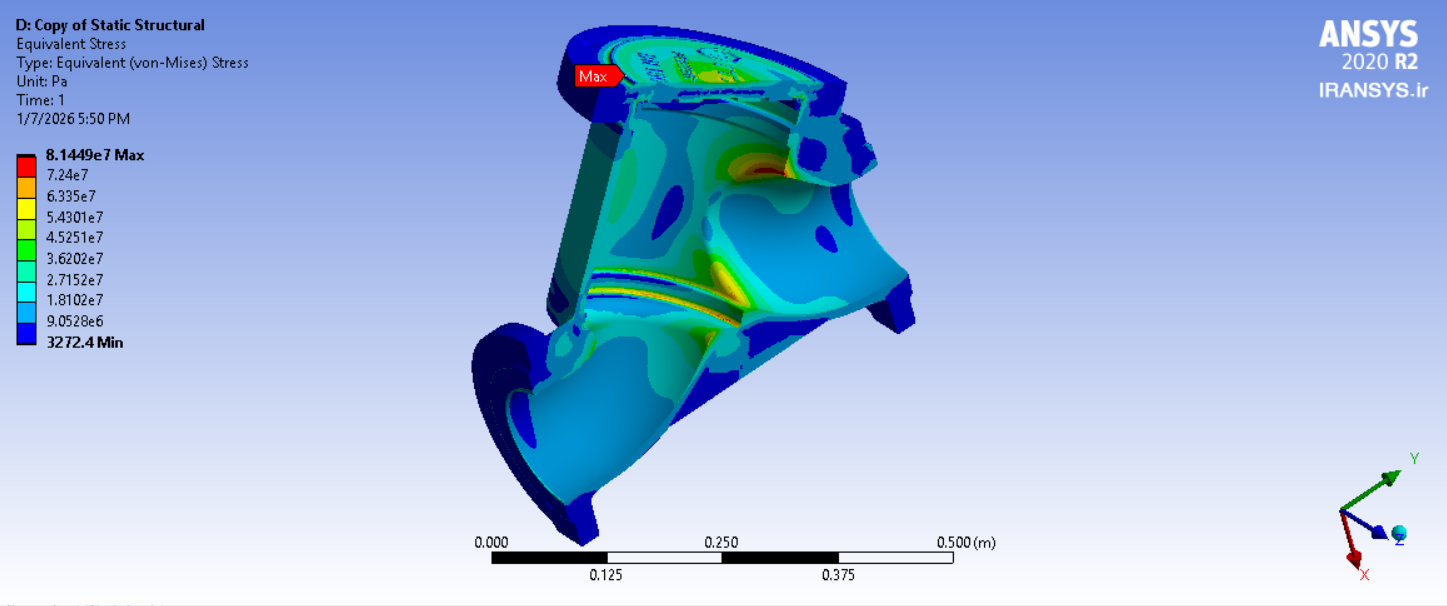 D: Copy of Static Structural
Equivalent Stress
Type: Equivalent (von-Mises) Stress
Unit: Pa
Time: 1
1/7/2026 5:50 PM
8.1449e7 Max
7.24e7
6.335e7
5.4301e7
4.5251e7
3.6202e7
2.7152e7
1.8102e7
9.0528e6
3272.4 Min
Max
ANSYS
2020 R2
IRANSYS.ir
0.000
0.250
0.500 (m)
0.125
0.375
Y
Z
X